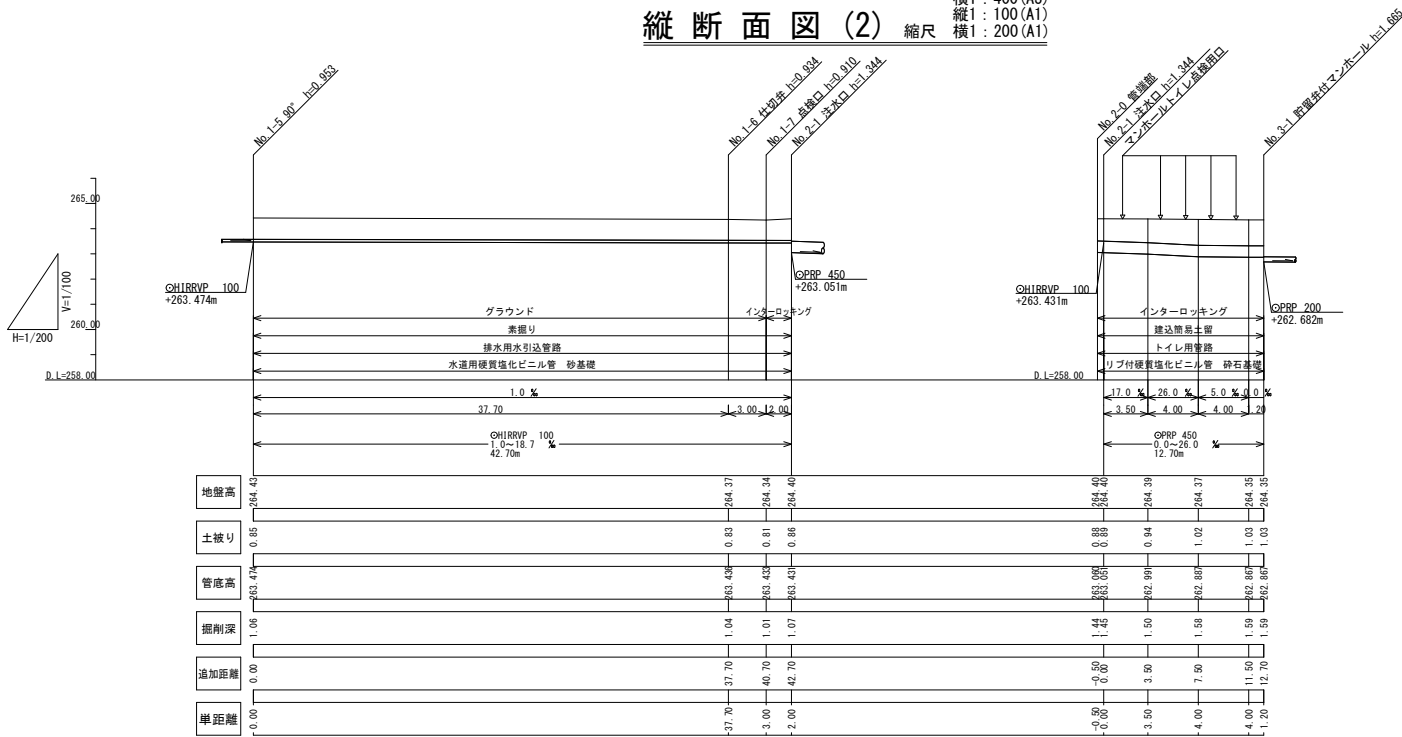 縦断面図 (2) 縮尺
縦1：100(A1)
横1：200(A1)
No.1-5 90° h=0.953
No.1-6 仕切弁 h=0.934
No.1-7 点検口 h=0.910
No.2-1 注水口 h=1.344
No.2-0 管端部
No.2-1 注水口 h=1.344
マンホールトイレ点検用口
No.3-1 貯留弁付マンホール h=1.665
265.00
260.00
V=1/100
H=1/200
D.L=258.00
HIRRVP 100
+263.474m
PRP 450
+263.051m
グラウンド
インターロッキング
素掘り
排水用水引込管路
水道用硬質塩化ビニル管 砂基礎
1.0 ‰
37.70 3.00 2.00
HIRRVP 100
1.0～18.7 ‰
42.70m
HIRRVP 100
+263.431m
PRP 200
+262.682m
インターロッキング
建込簡易土留
トイレ用管路
リブ付硬質塩化ビニル管 砕石基礎
D.L=258.00
17.0 ‰ 26.0 ‰ 5.0 ‰ 0.0 ‰
3.50 4.00 4.00 1.20
PRP 450
0.0～26.0 ‰
12.70m
地盤高 264.43 264.37 264.34 264.40 264.40 264.40 264.39 264.37 264.35 264.35
土被り 0.85 0.83 0.81 0.86 0.88 0.89 0.94 1.02 1.03 1.03
管底高 263.474 263.436 263.433 263.431 263.060 263.051 262.991 262.887 262.867 262.867
掘削深 1.06 1.04 1.01 1.07 1.44 1.45 1.50 1.58 1.59 1.59
追加距離 0.00 37.70 40.70 42.70 -0.50 0.00 3.50 7.50 11.50 12.70
単距離 0.00 37.70 3.00 2.00 -0.50 0.00 3.50 4.00 4.00 1.20